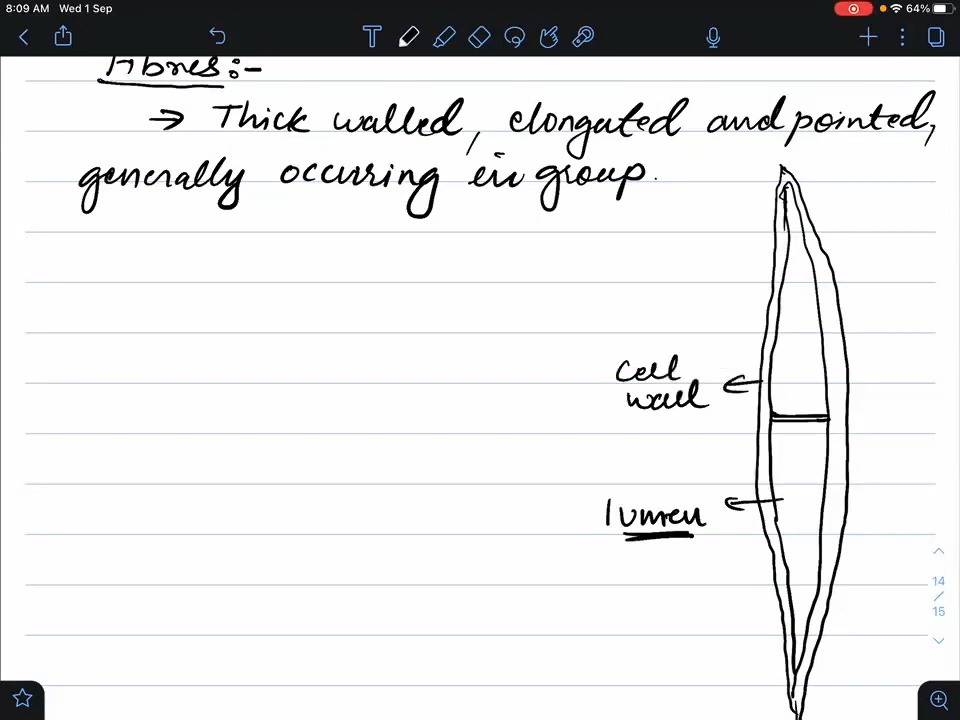 8:09 AM Wed 1 Sep
64%
T
Fibres:-
→ Thick walled, elongated and pointed,
generally occurring in group.
Cell
wall
lumen
14
/
15